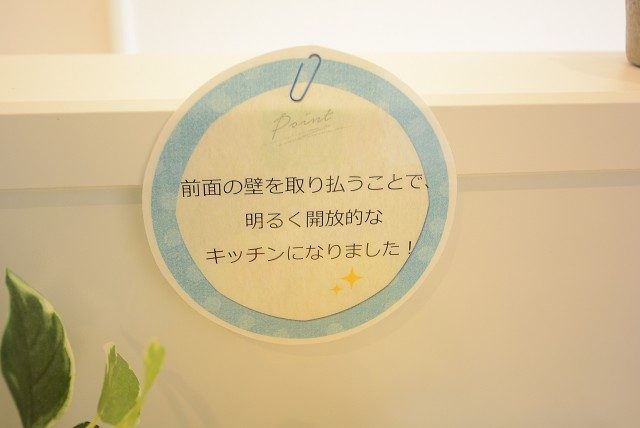 Point
前面の壁を取り払うことで、
明るく開放的な
キッチンになりました！